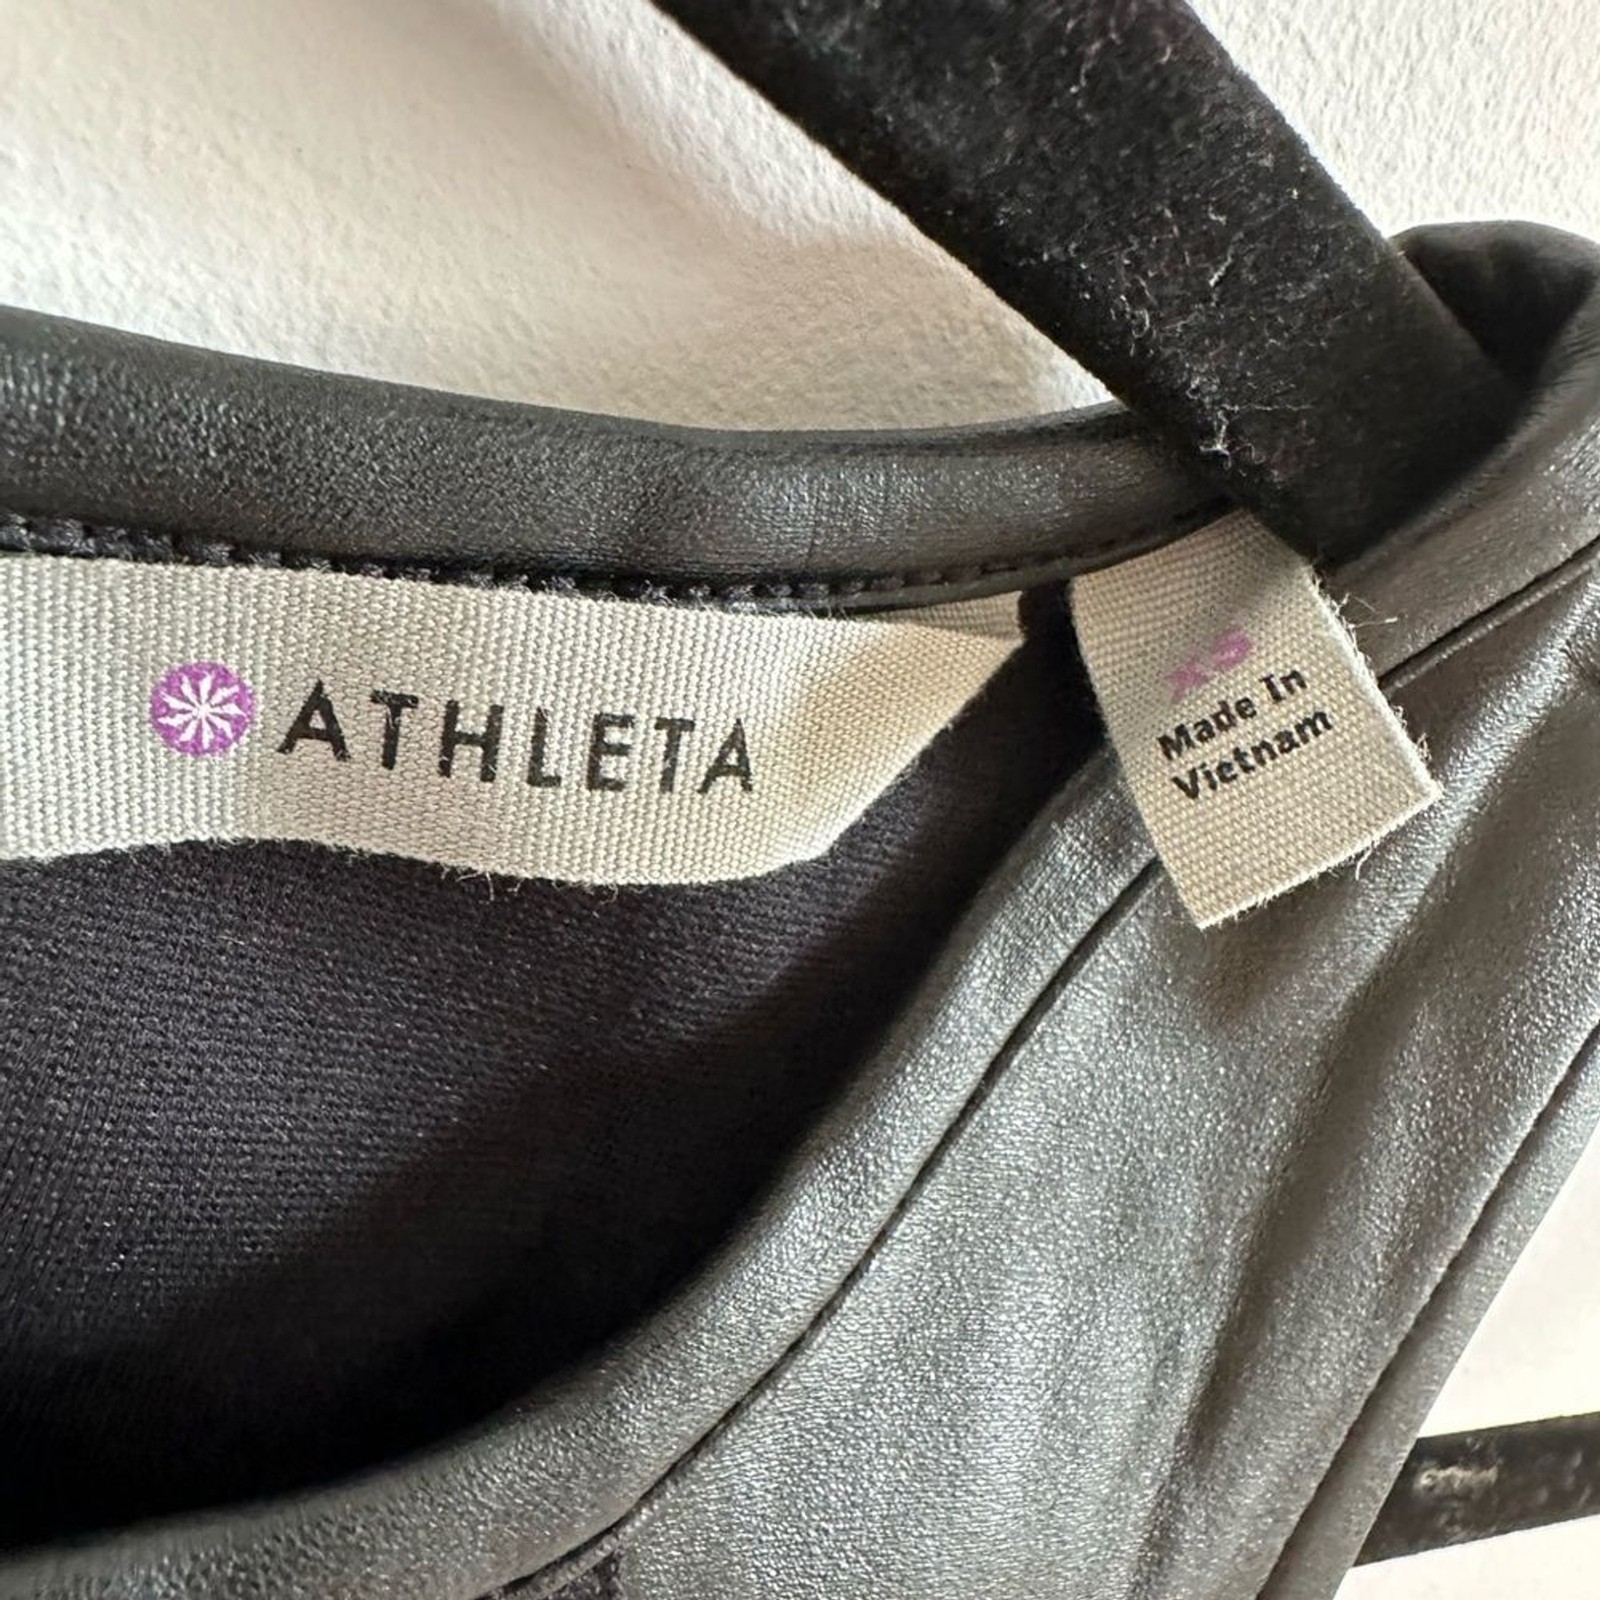 ATHLETA
XS
Made In
Vietnam